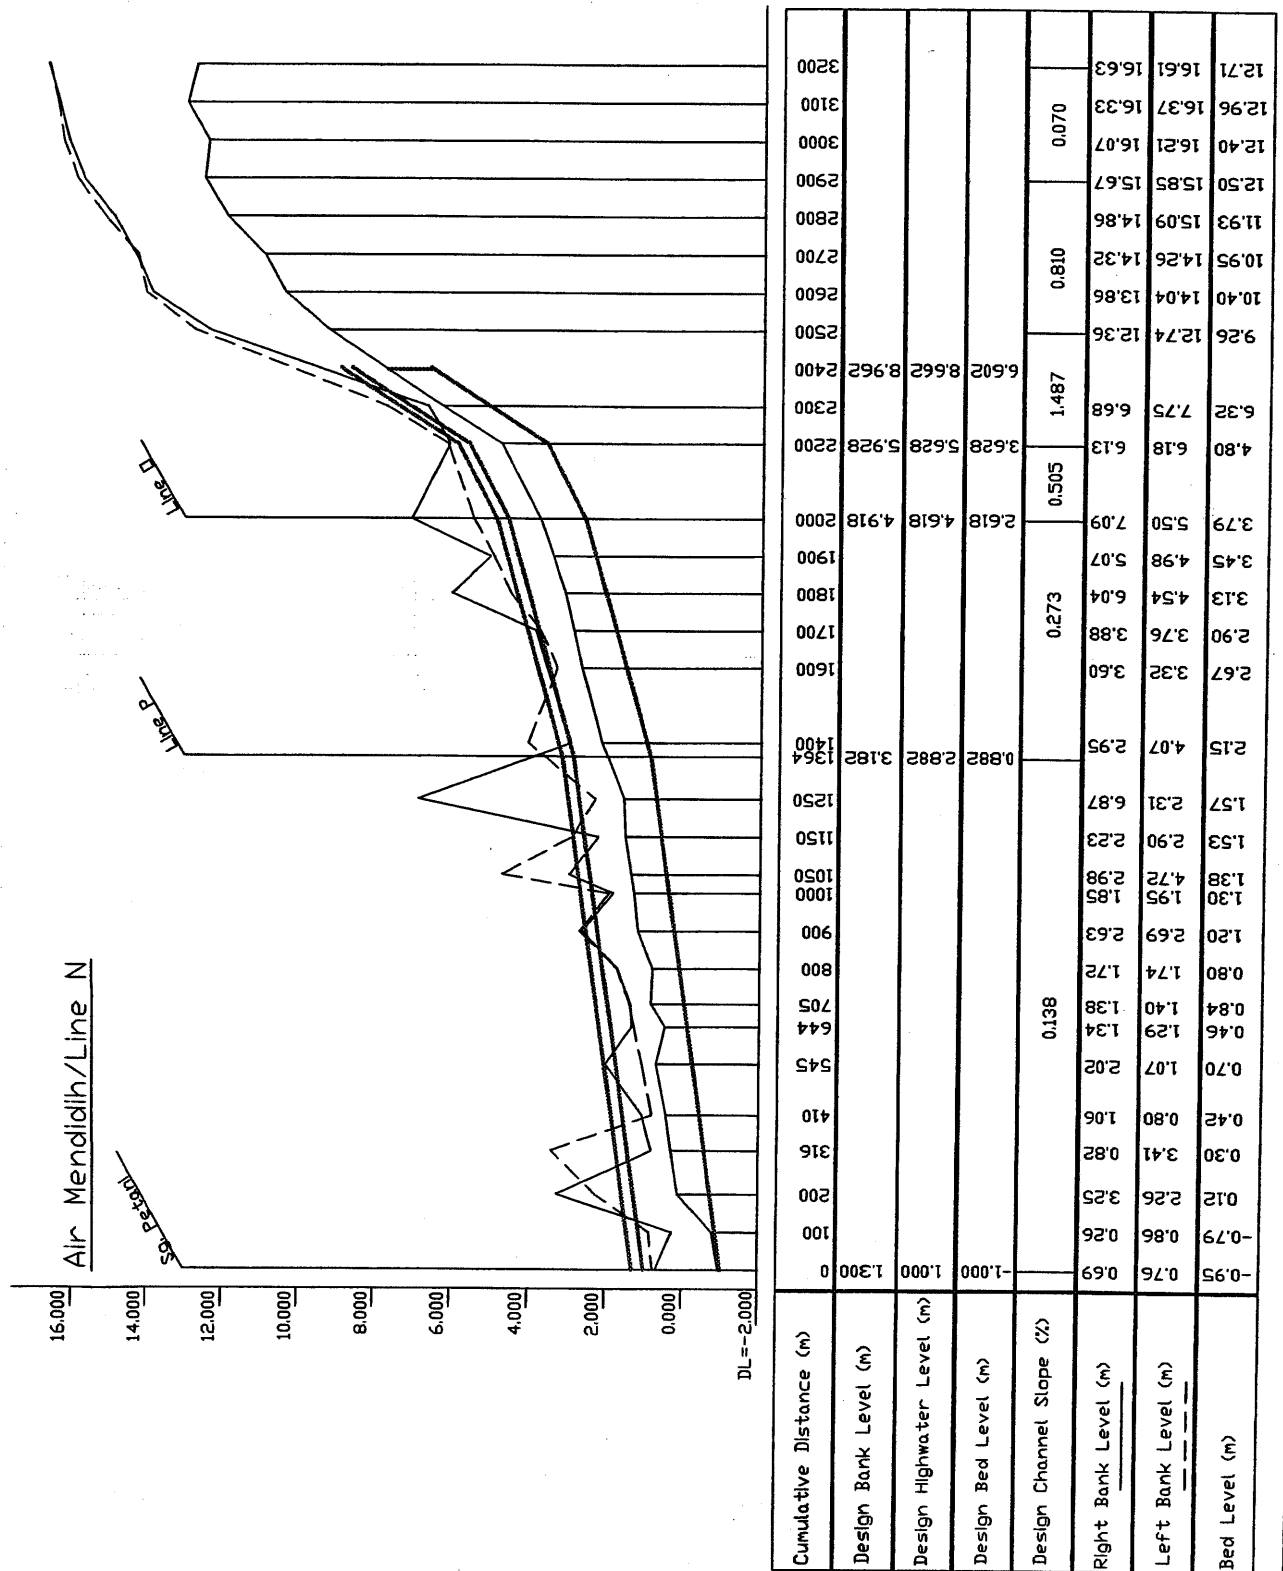 Air Mendidih/Line N
Sg. Petani
Line P
Line O
16.000
14.000
12.000
10.000
8.000
6.000
4.000
2.000
0.000
DL=-2.000
Cumulative Distance (m) 0 100 200 316 410 545 644 705 800 900 1000 1050 1150 1250 1364 1400 1600 1700 1800 1900 2000 2200 2300 2400 2500 2600 2700 2800 2900 3000 3100 3200
Design Bank Level (m) 1.300 3.182 4.918 5.928 8.962
Design Highwater Level (m) 1.000 2.882 4.618 5.628 8.662
Design Bed Level (m) -1.000 0.882 2.618 3.628 6.602
Design Channel Slope (%) 0.138 0.273 0.505 1.487 0.810 0.070
Right Bank Level (m) 0.69 0.26 3.25 0.82 1.06 2.02 1.34 1.38 1.72 2.63 1.85 2.98 2.23 6.87 2.95 3.60 3.88 6.04 5.07 7.09 6.13 6.68 12.36 13.86 14.32 14.86 15.67 16.07 16.33 16.63
Left Bank Level (m) 0.76 0.86 2.26 3.41 0.80 1.07 1.29 1.40 1.74 2.69 1.95 4.72 2.90 2.31 4.07 3.32 3.76 4.54 4.98 5.50 6.18 7.75 12.74 14.04 14.26 15.09 15.85 16.21 16.37 16.61
Bed Level (m) -0.95 -0.79 0.12 0.30 0.42 0.70 0.46 0.84 0.80 1.20 1.30 1.38 1.53 1.57 2.15 2.67 2.90 3.13 3.45 3.79 4.80 6.32 9.26 10.40 10.95 11.93 12.50 12.40 12.96 12.71